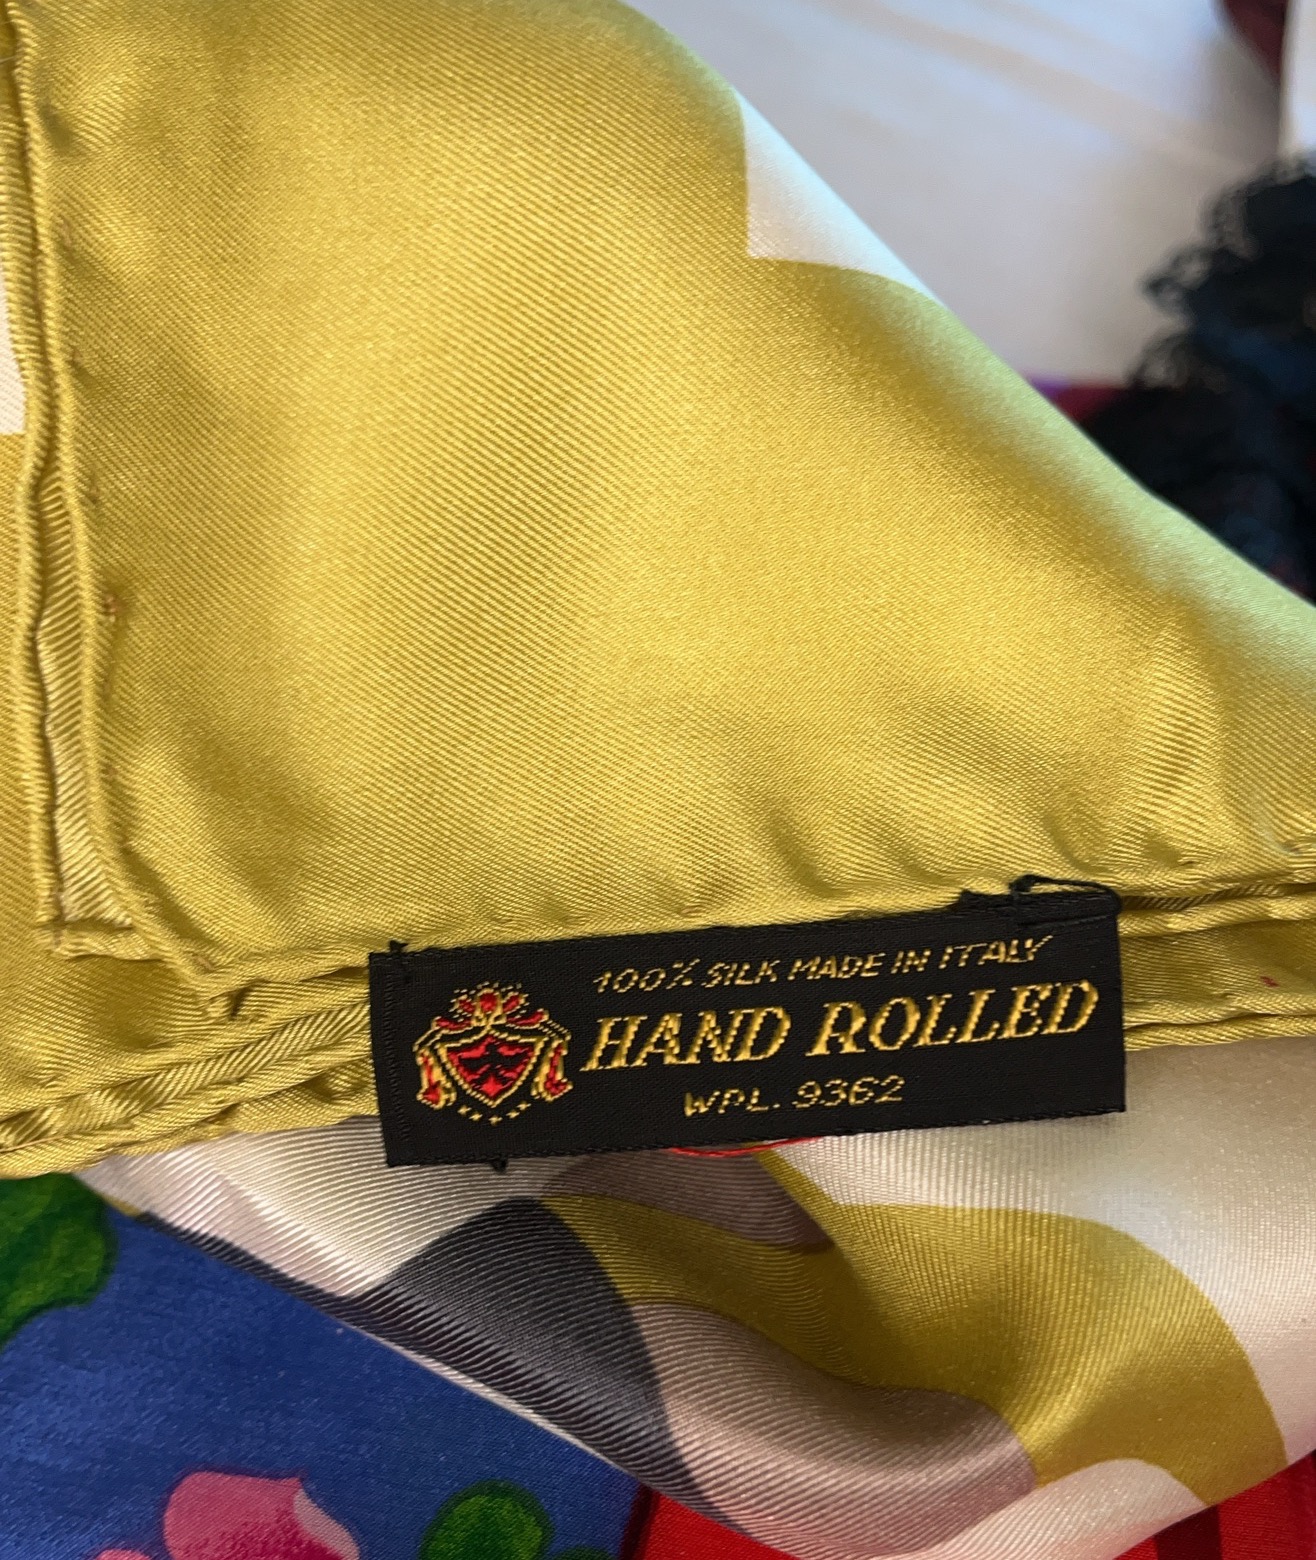 100% SILK MADE IN ITALY
HAND ROLLED
WPL. 9362